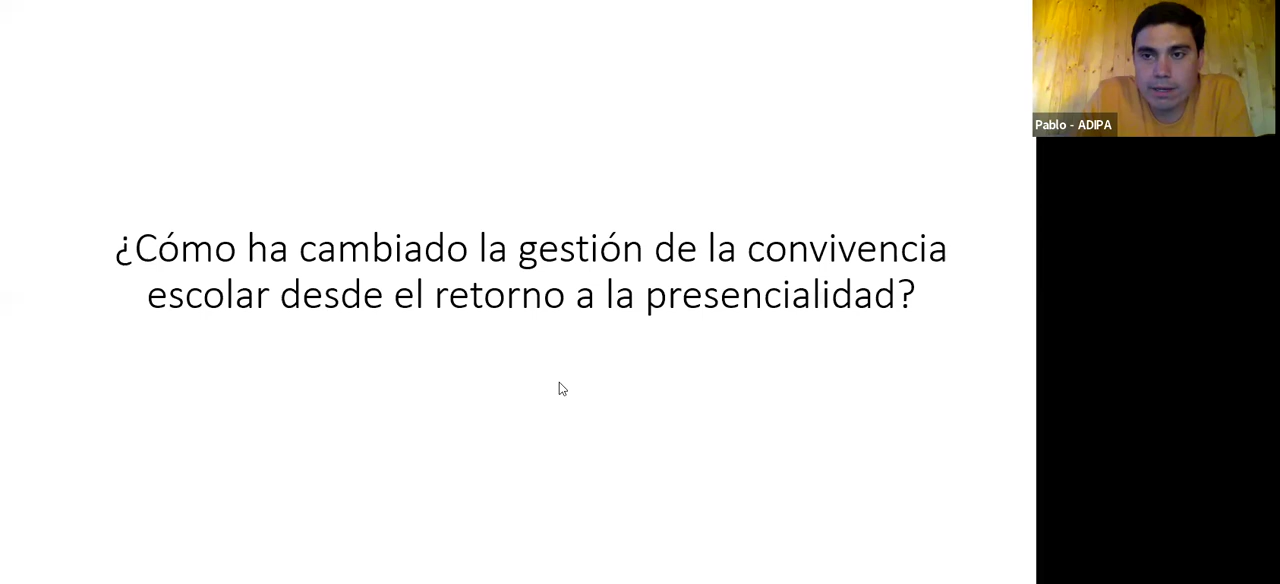 ¿Cómo ha cambiado la gestión de la convivencia
escolar desde el retorno a la presencialidad?
Pablo - ADIPA